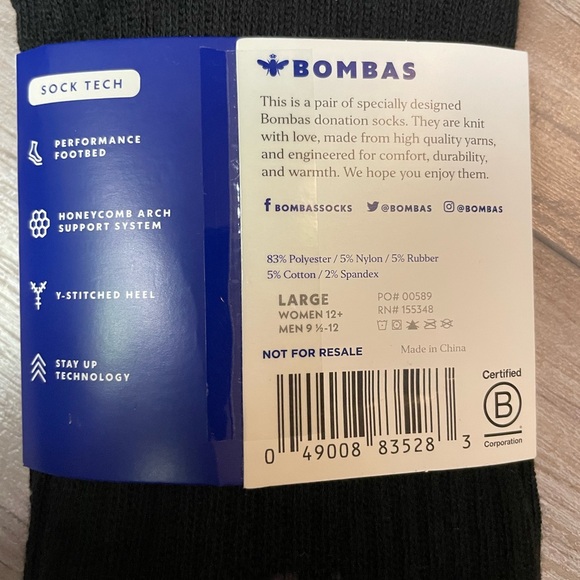 SOCK TECH
PERFORMANCE
FOOTBED
HONEYCOMB ARCH
SUPPORT SYSTEM
Y-STITCHED HEEL
STAY UP
TECHNOLOGY
BOMBAS
This is a pair of specially designed
Bombas donation socks. They are knit
with love, made from high quality yarns,
and engineered for comfort, durability,
and warmth. We hope you enjoy them.
BOMBASSOCKS @BOMBAS @BOMBAS
83% Polyester / 5% Nylon / 5% Rubber
5% Cotton / 2% Spandex
LARGE
WOMEN 12+
MEN 9 ½-12
PO# 00589
RN# 155348
NOT FOR RESALE
Made in China
0 49008 83528 3
Certified
B
Corporation